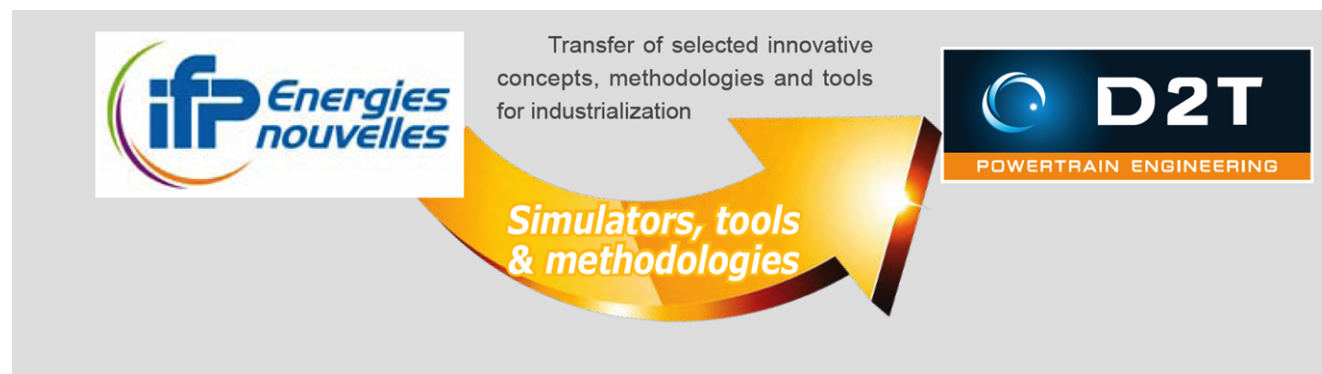 ifp Energies
nouvelles
Transfer of selected innovative
concepts, methodologies and tools
for industrialization
Simulators, tools
& methodologies
D2T
POWERTRAIN ENGINEERING